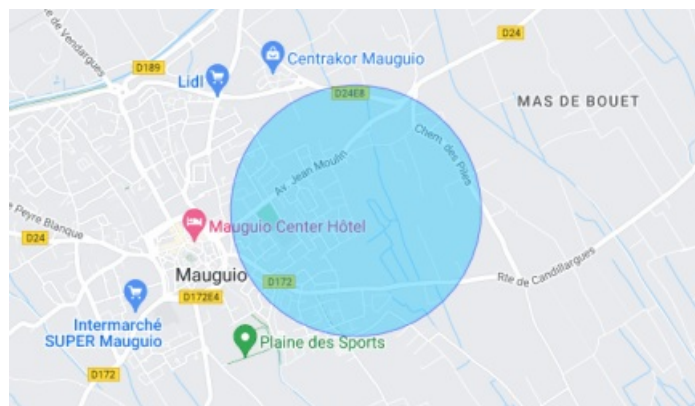 de Vendargues
D189
Lidl
Centrakor Mauguio
D24
D24E8
MAS DE BOUET
Chem. des Piles
Av. Jean Moulin
e Peyre Blanque
D24
Mauguio Center Hôtel
Mauguio
D172
Rte de Candillargues
D172E4
Intermarché
SUPER Mauguio
Plaine des Sports
D172